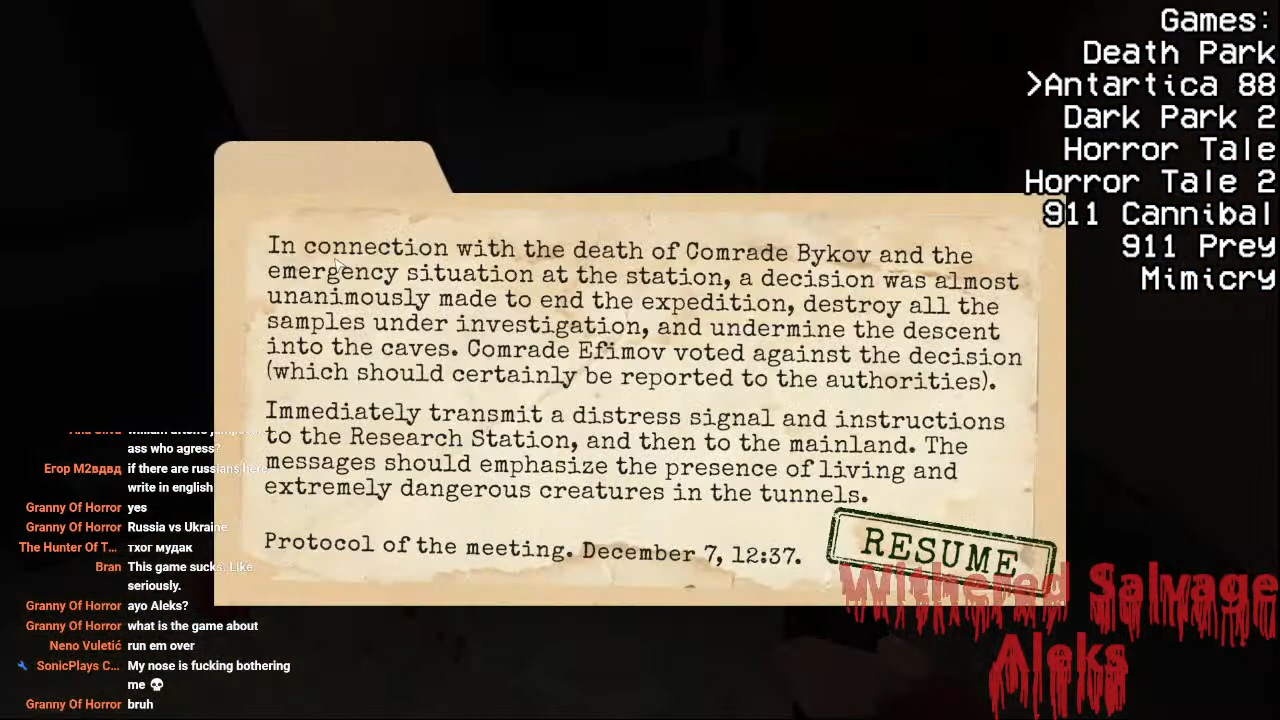 Games:
Death Park
>Antartica 88
Dark Park 2
Horror Tale
Horror Tale 2
911 Cannibal
911 Prey
Mimicry
In connection with the death of Comrade Bykov and the
emergency situation at the station, a decision was almost
unanimously made to end the expedition, destroy all the
samples under investigation, and undermine the descent
into the caves. Comrade Efimov voted against the decision
(which should certainly be reported to the authorities).
Immediately transmit a distress signal and instructions
to the Research Station, and then to the mainland. The
messages should emphasize the presence of living and
extremely dangerous creatures in the tunnels.
Protocol of the meeting. December 7, 12:37.
RESUME
ass who agress?
Егор М2вдвд if there are russians here
write in english
Granny Of Horror yes
Granny Of Horror Russia vs Ukraine
The Hunter Of T... тхог мудак
Bran This game sucks. Like
seriously.
Granny Of Horror ayo Aleks?
Granny Of Horror what is the game about
Neno Vuletić run em over
SonicPlays C... My nose is fucking bothering
me 💀
Granny Of Horror bruh
Withered Salvage
Aleks